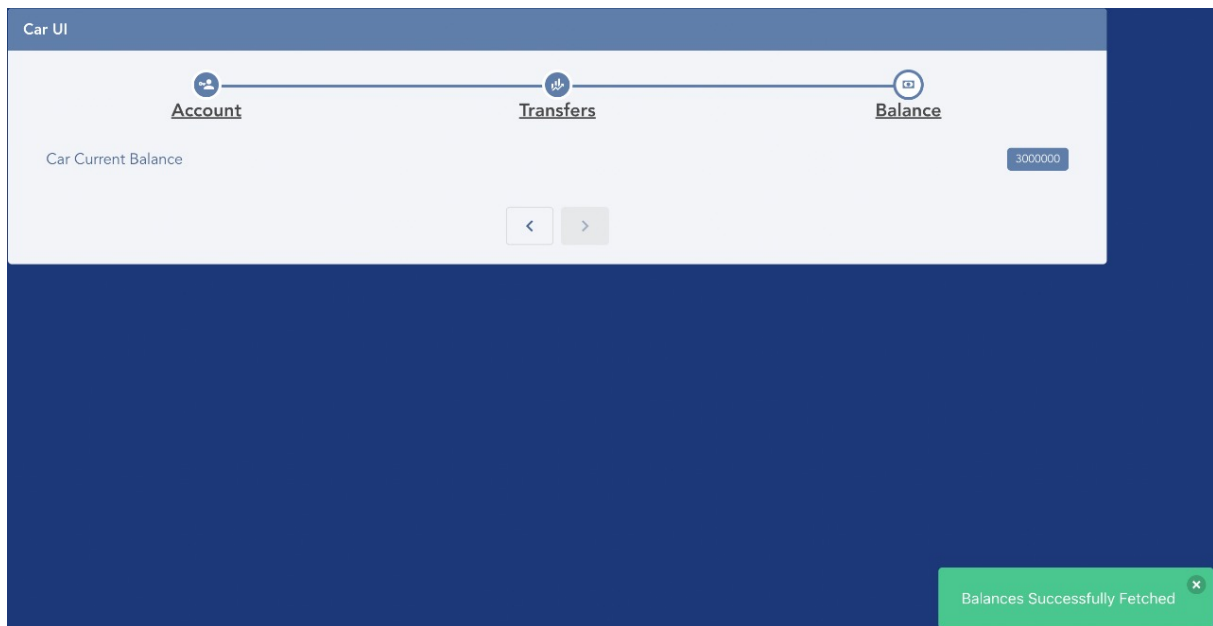 Car UI
Account
Transfers
Balance
Car Current Balance
3000000
Balances Successfully Fetched